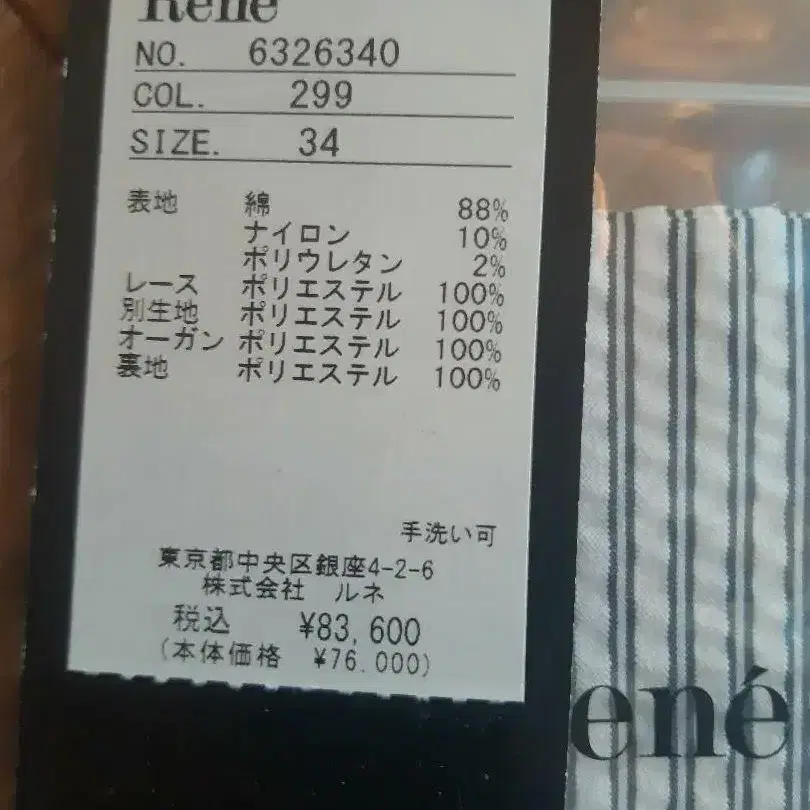 René
NO. 6326340
COL. 299
SIZE. 34
表地 綿 88%
ナイロン 10%
ポリウレタン 2%
レース ポリエステル 100%
別生地 ポリエステル 100%
オーガン ポリエステル 100%
裏地 ポリエステル 100%
手洗い可
東京都中央区銀座4-2-6
株式会社 ルネ
税込 ¥83,600
(本体価格 ¥76.000)
ené